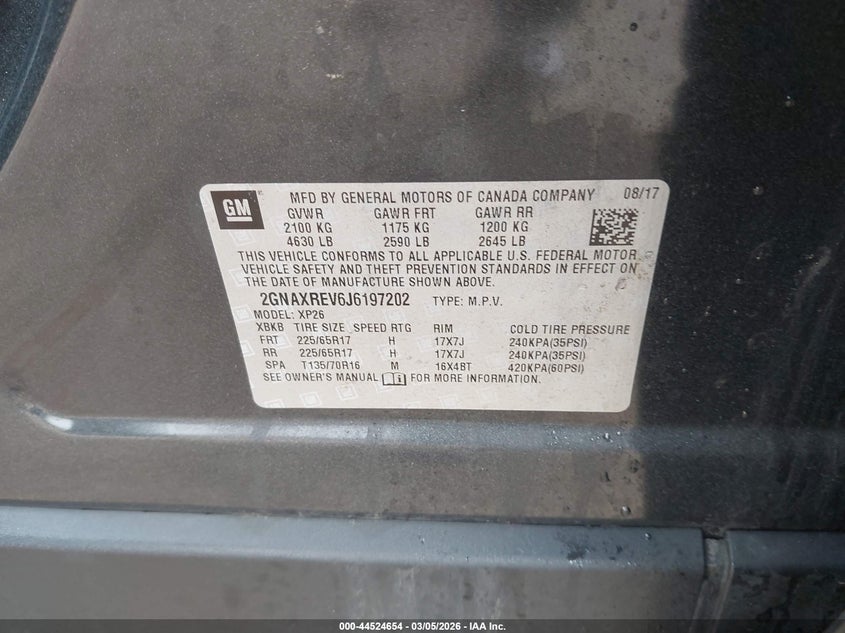 GM ®
MFD BY GENERAL MOTORS OF CANADA COMPANY 08/17
GVWR GAWR FRT GAWR RR
2100 KG 1175 KG 1200 KG
4630 LB 2590 LB 2645 LB
THIS VEHICLE CONFORMS TO ALL APPLICABLE U.S. FEDERAL MOTOR
VEHICLE SAFETY AND THEFT PREVENTION STANDARDS IN EFFECT ON
THE DATE OF MANUFACTURE SHOWN ABOVE.
2GNAXREV6J6197202 TYPE: M.P.V.
MODEL: XP26
XBKB TIRE SIZE SPEED RTG RIM COLD TIRE PRESSURE
FRT 225/65R17 H 17X7J 240KPA(35PSI)
RR 225/65R17 H 17X7J 240KPA(35PSI)
SPA T135/70R16 M 16X4BT 420KPA(60PSI)
SEE OWNER'S MANUAL FOR MORE INFORMATION.
000-44524654 - 03/05/2026 - IAA Inc.